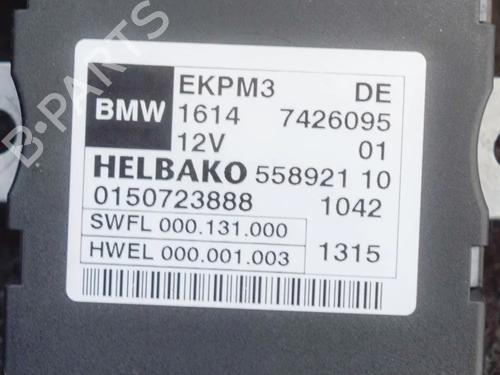 EKPM3 DE
BMW 1614 7426095
12V 01
HELBAKO 558921 10
0150723888 1042
SWFL 000.131.000
HWEL 000.001.003 1315
B-PARTS